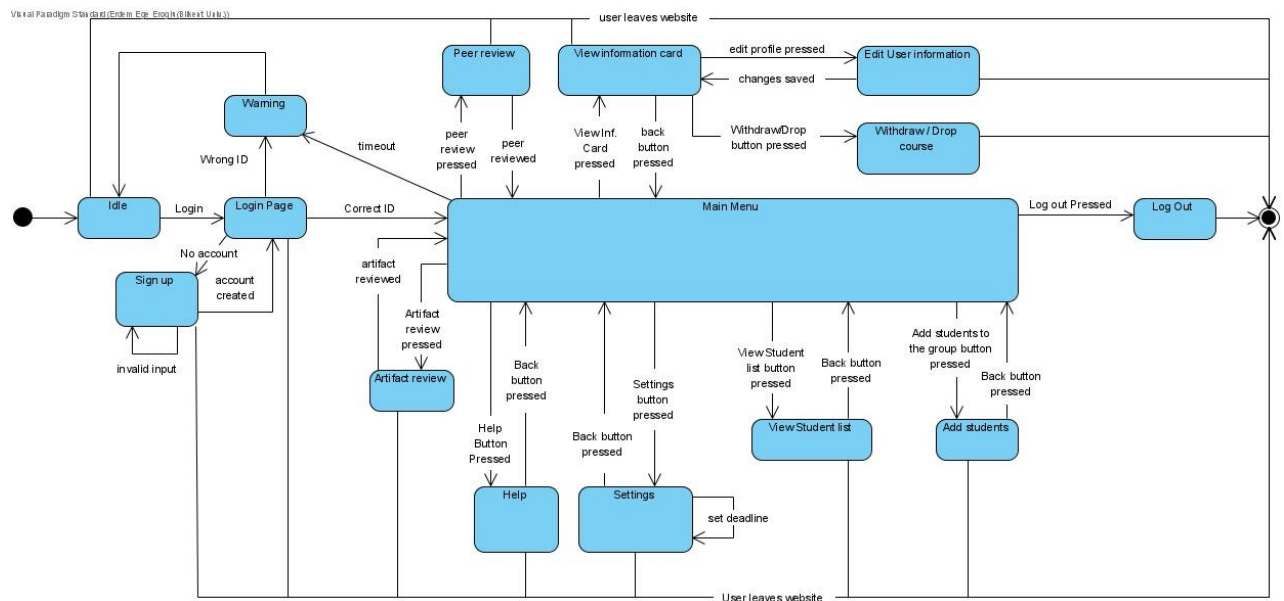 Visual Paradigm Standard (Erdem Ege Eroglu (Bilkent Univ.))
user leaves website
Peer review
View information card
edit profile pressed
Edit User information
changes saved
Warning
Withdraw/Drop
button pressed
Withdraw / Drop
course
timeout
peer
review
pressed
peer
reviewed
View Inf.
Card
pressed
back
button
pressed
Wrong ID
Idle
Login
Login Page
Correct ID
Main Menu
Log out Pressed
Log Out
No account
Sign up
account
created
invalid input
artifact
reviewed
Artifact
review
pressed
Artifact review
Help
Button
Pressed
Back
button
pressed
Back button
pressed
Settings
button
pressed
View Student
list button
pressed
Back button
pressed
Add students to
the group button
pressed
Back button
pressed
View Student list
Add students
Help
Settings
set deadline
User leaves website